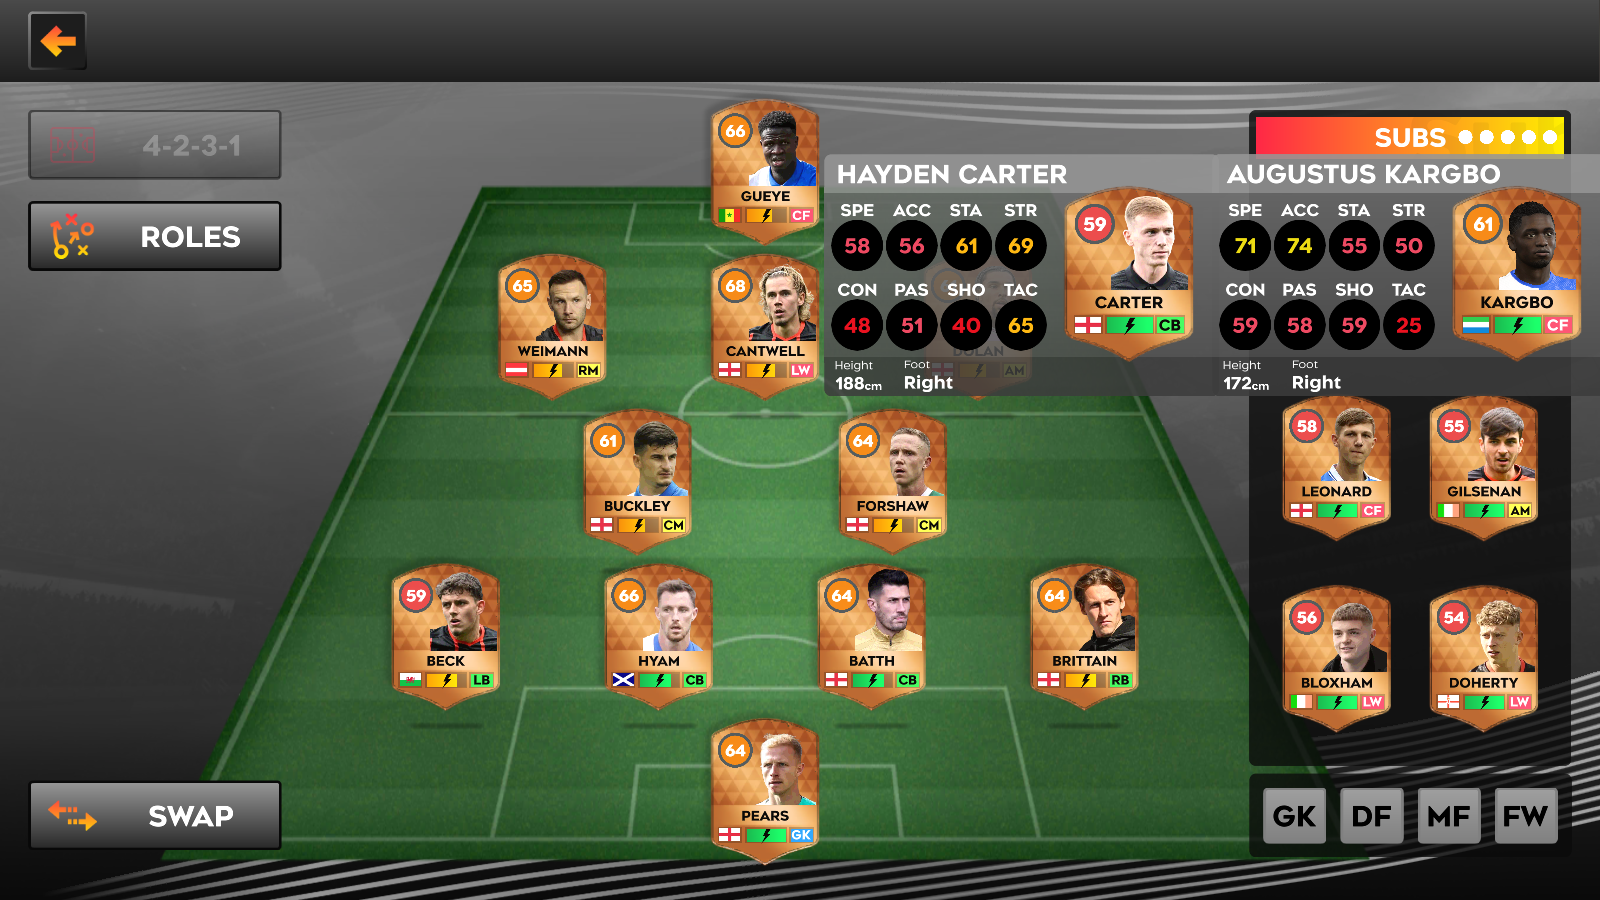 4-2-3-1
ROLES
SWAP
SUBS
66
GUEYE
CF
65
WEIMANN
RM
68
CANTWELL
LW
DOLAN
AM
61
BUCKLEY
CM
64
FORSHAW
CM
59
BECK
LB
66
HYAM
CB
64
BATTH
CB
64
BRITTAIN
RB
64
PEARS
GK
HAYDEN CARTER
SPE ACC STA STR
58 56 61 69
CON PAS SHO TAC
48 51 40 65
Height Foot
188cm Right
59
CARTER
CB
AUGUSTUS KARGBO
SPE ACC STA STR
71 74 55 50
CON PAS SHO TAC
59 58 59 25
Height Foot
172cm Right
61
KARGBO
CF
58
LEONARD
CF
55
GILSENAN
AM
56
BLOXHAM
LW
54
DOHERTY
LW
GK DF MF FW